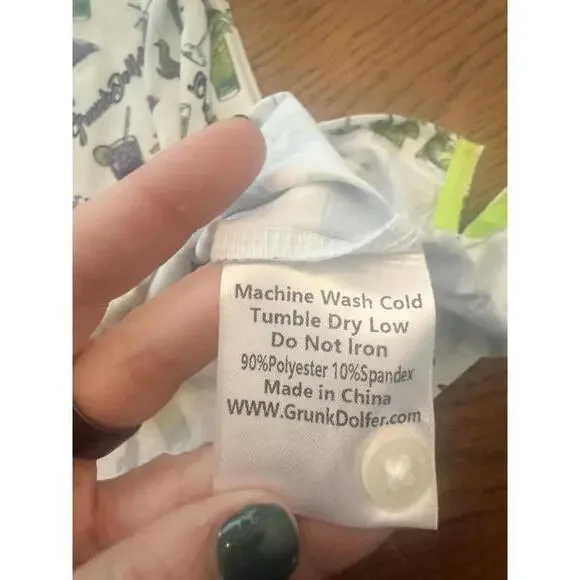 Machine Wash Cold
Tumble Dry Low
Do Not Iron
90%Polyester 10%Spandex
Made in China
WWW.GrunkDolfer.com